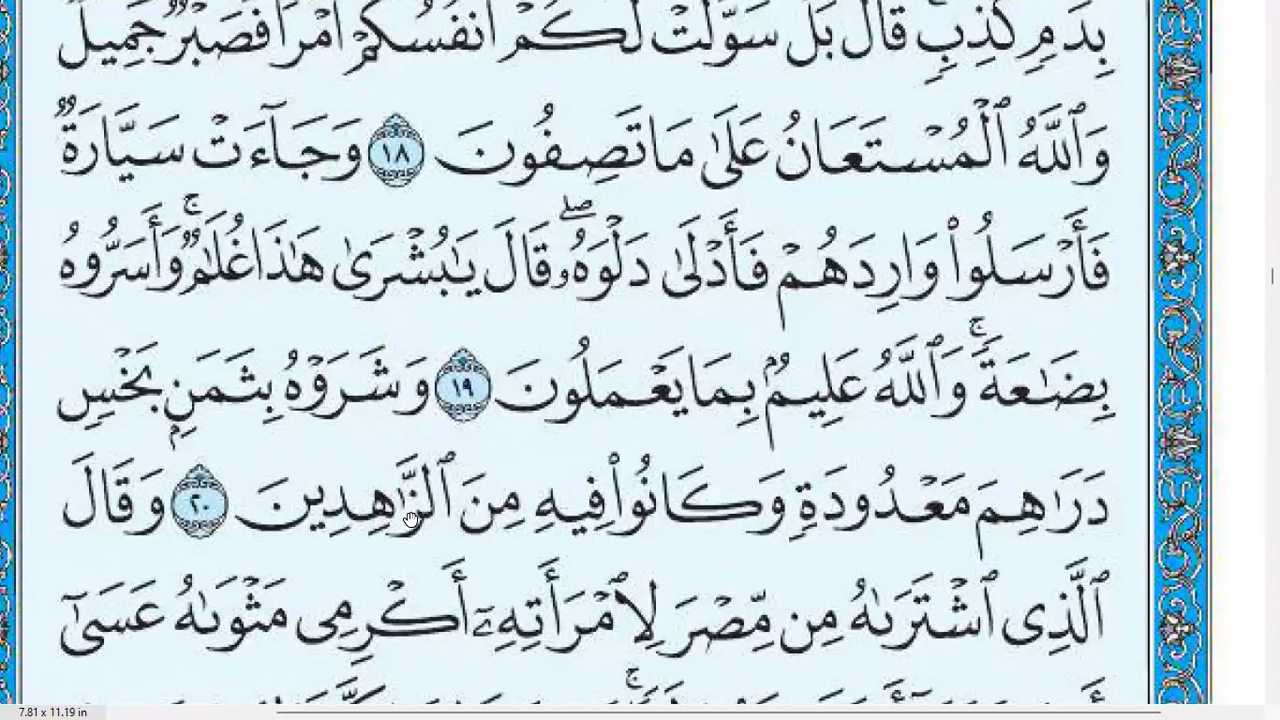 بِدَمٍ كَذِبٍ قَالَ بَلْ سَوَّلَتْ لَكُمْ أَنفُسُكُمْ أَمْرًا فَصَبْرٌ جَمِيلٌ
وَٱللَّهُ ٱلْمُسْتَعَانُ عَلَىٰ مَا تَصِفُونَ ١٨ وَجَآءَتْ سَيَّارَةٌ
فَأَرْسَلُوا۟ وَارِدَهُمْ فَأَدْلَىٰ دَلْوَهُۥ ۖ قَالَ يَـٰبُشْرَىٰ هَـٰذَا غُلَـٰمٌ ۚ وَأَسَرُّوهُ
بِضَـٰعَةً ۚ وَٱللَّهُ عَلِيمٌۢ بِمَا يَعْمَلُونَ ١٩ وَشَرَوْهُ بِثَمَنٍۭ بَخْسٍ
دَرَٰهِمَ مَعْدُودَةٍ وَكَانُوا۟ فِيهِ مِنَ ٱلزَّٰهِدِينَ ٢٠ وَقَالَ
ٱلَّذِى ٱشْتَرَىٰهُ مِن مِّصْرَ لِٱمْرَأَتِهِۦٓ أَكْرِمِى مَثْوَىٰهُ عَسَىٰٓ
7.81 x 11.19 in